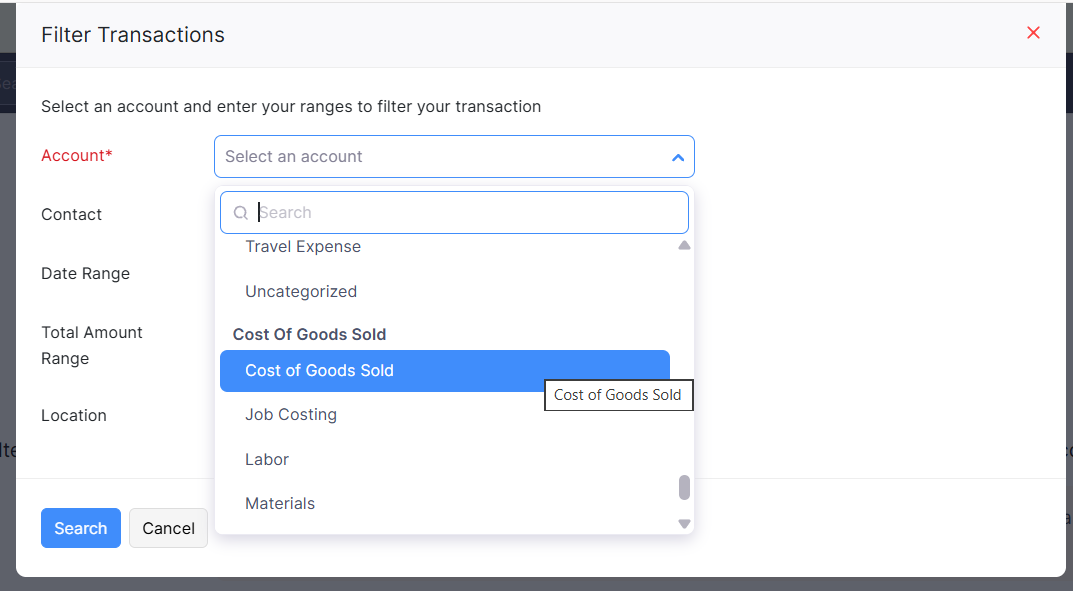 Filter Transactions
Select an account and enter your ranges to filter your transaction
Account*
Select an account
Contact
Search
Travel Expense
Date Range
Uncategorized
Total Amount
Range
Cost Of Goods Sold
Cost of Goods Sold
Cost of Goods Sold
Location
Job Costing
Labor
Materials
Search
Cancel